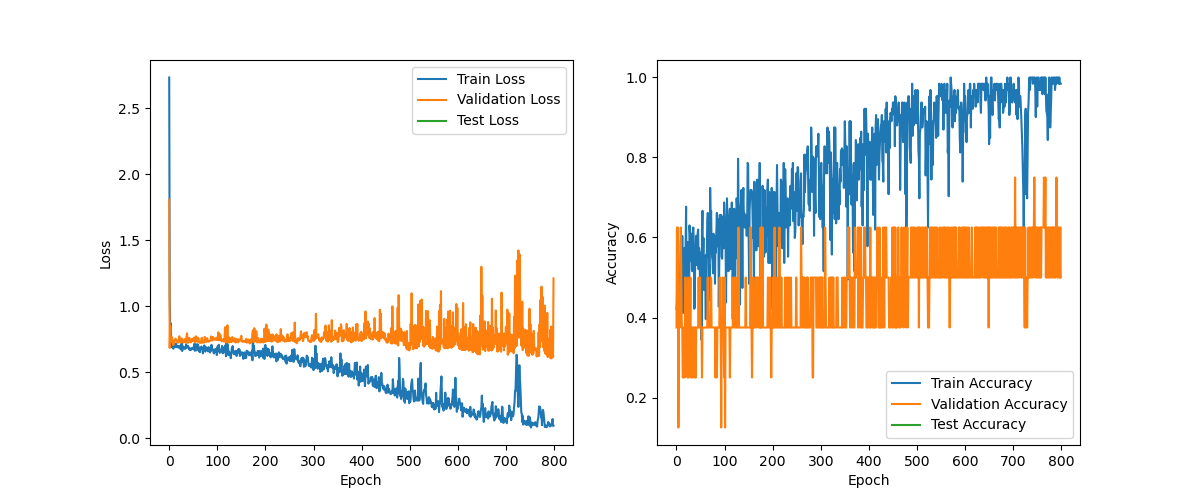 Train Loss
Validation Loss
Test Loss
Loss
2.5
2.0
1.5
1.0
0.5
0.0
0 100 200 300 400 500 600 700 800
Epoch
Accuracy
1.0
0.8
0.6
0.4
0.2
Train Accuracy
Validation Accuracy
Test Accuracy
0 100 200 300 400 500 600 700 800
Epoch